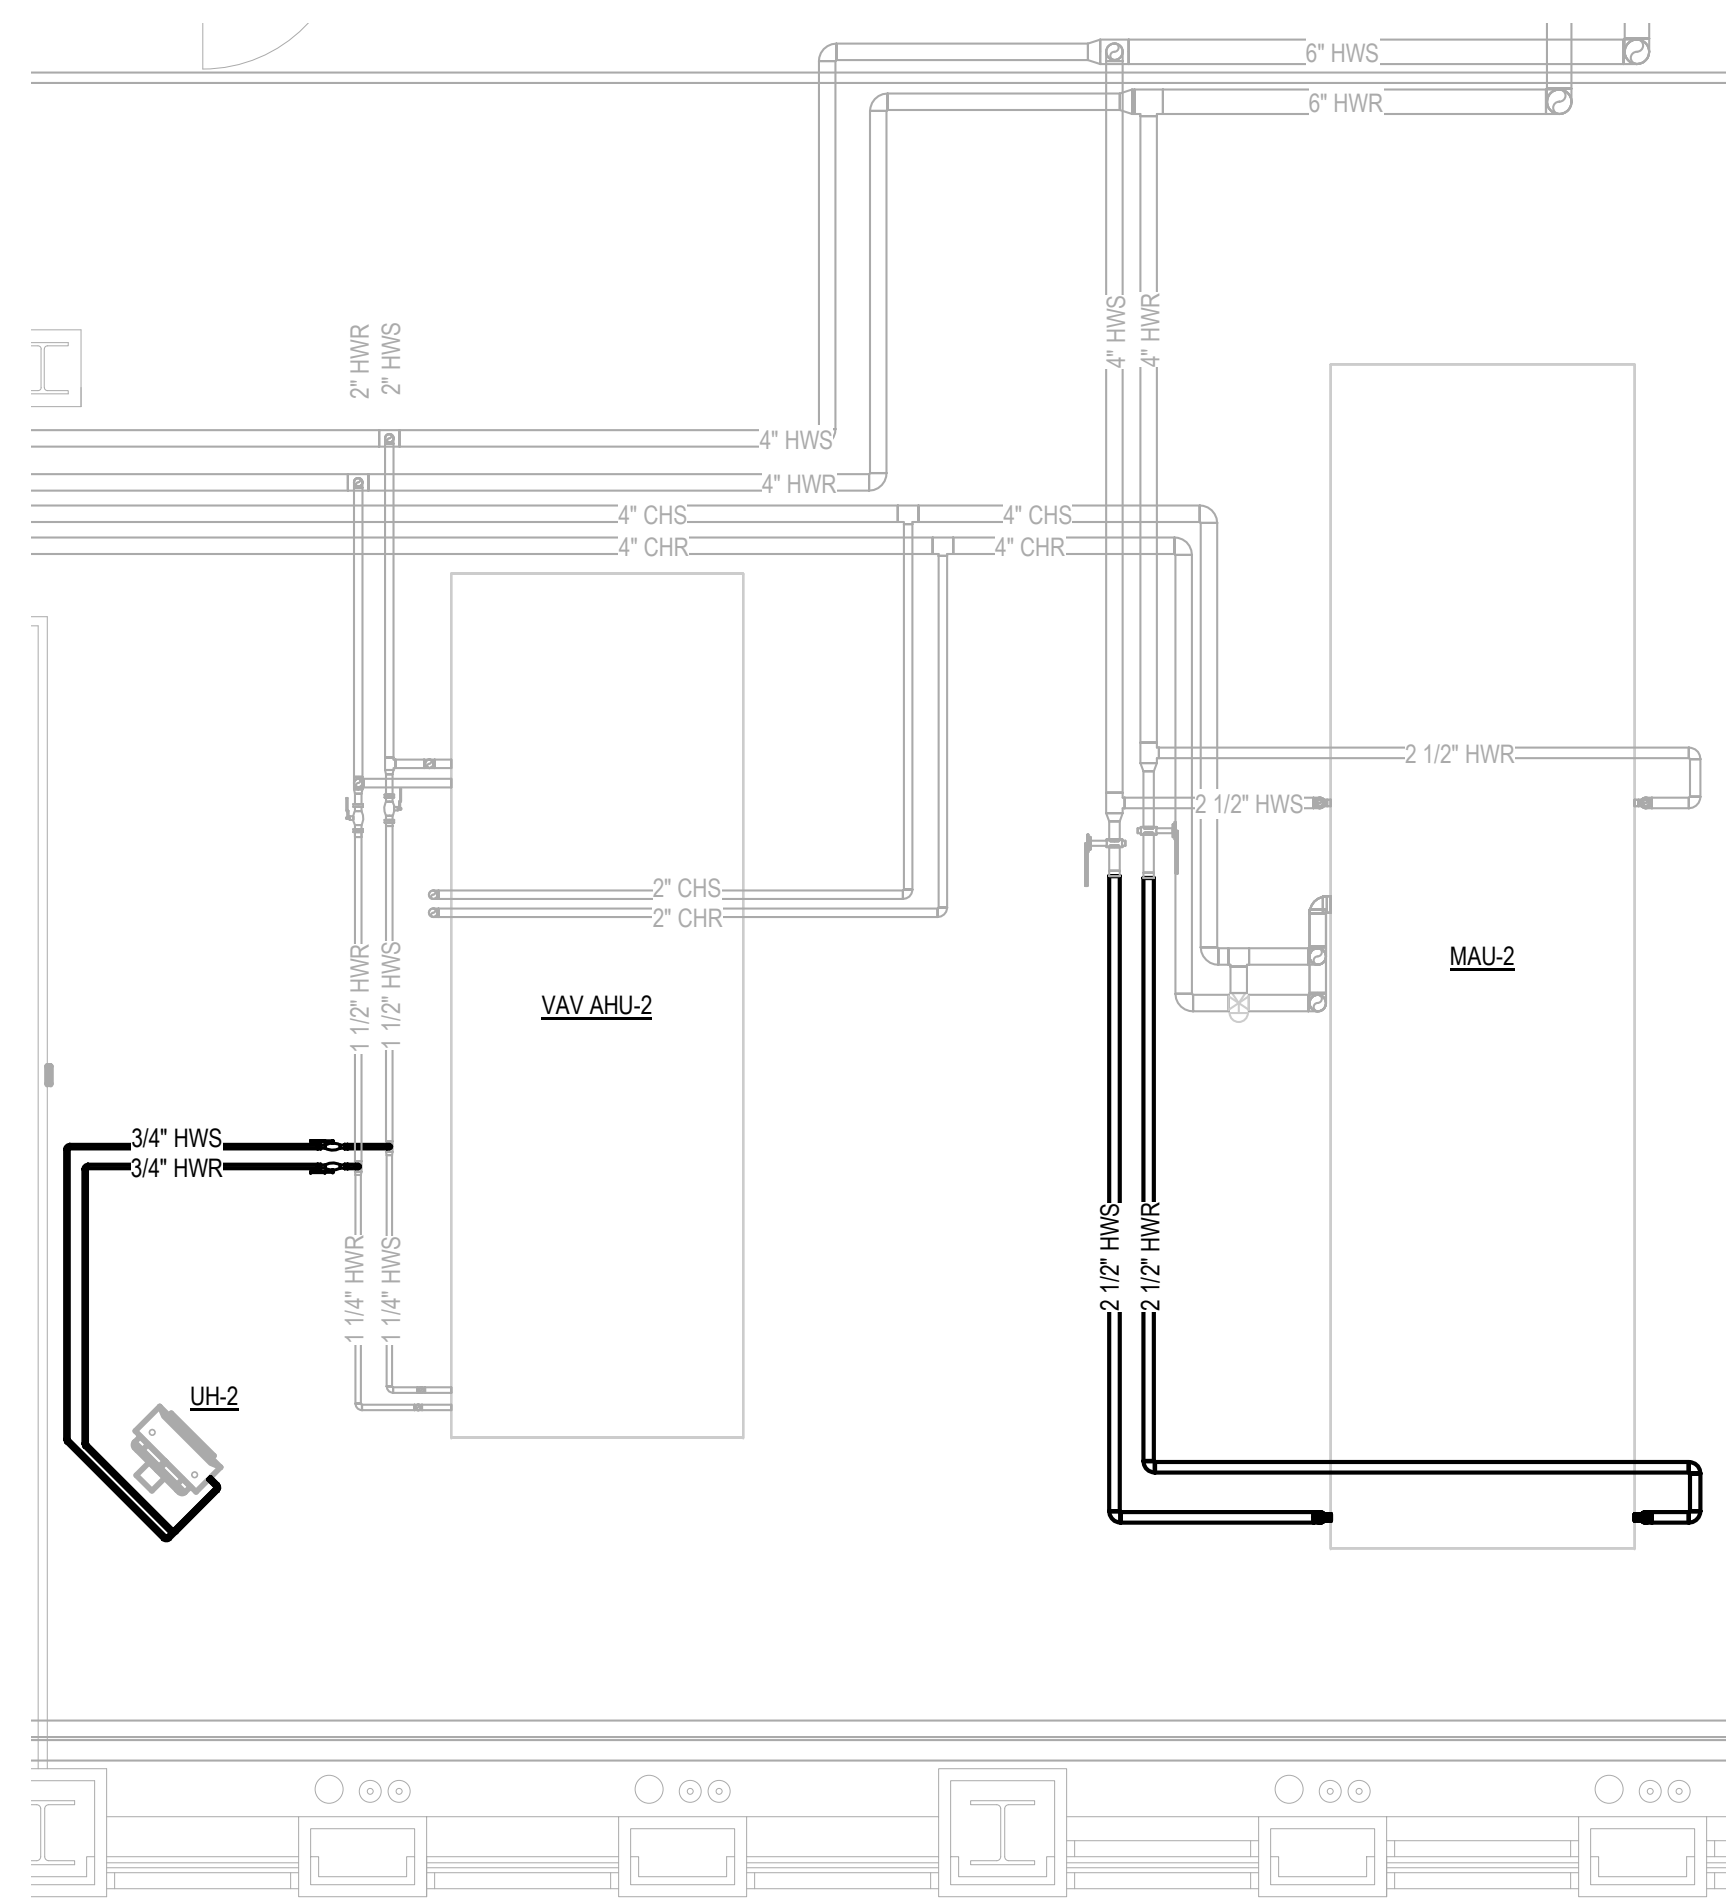 6" HWS
6" HWR
4" HWS
4" HWR
2" HWR
2" HWS
4" HWS
4" HWR
4" CHS
4" CHS
4" CHR
4" CHR
2 1/2" HWR
2 1/2" HWS
2" CHS
2" CHR
1 1/2" HWR
1 1/2" HWS
MAU-2
VAV AHU-2
3/4" HWS
3/4" HWR
2 1/2" HWS
2 1/2" HWR
1 1/4" HWR
1 1/4" HWS
UH-2